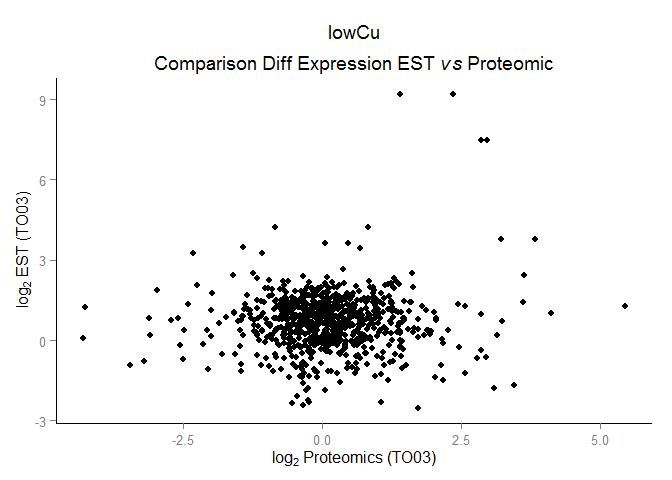 lowCu
Comparison Diff Expression EST vs Proteomic
9
6
3
0
-3
log2 EST (TO03)
-2.5 0.0 2.5 5.0
log2 Proteomics (TO03)